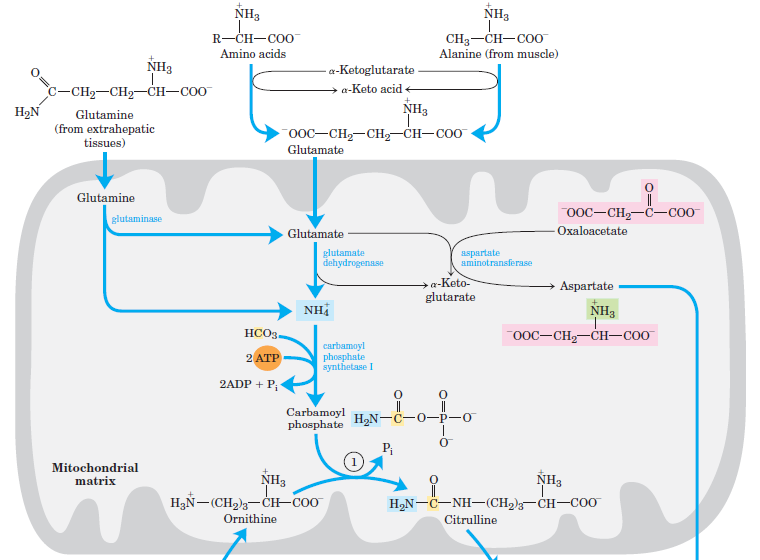 +
NH3
R—CH—COO−
Amino acids
+
NH3
CH3—CH—COO−
Alanine (from muscle)
α-Ketoglutarate
α-Keto acid
O
+
NH3
C—CH2—CH2—CH—COO−
H2N
Glutamine
(from extrahepatic
tissues)
+
NH3
−OOC—CH2—CH2—CH—COO−
Glutamate
Glutamine
glutaminase
Glutamate
glutamate
dehydrogenase
O
−OOC—CH2—C—COO−
Oxaloacetate
aspartate
aminotransferase
α-Keto-
glutarate
Aspartate
+
NH3
−OOC—CH2—CH—COO−
NH4+
HCO3−
2 ATP
2ADP + Pi
carbamoyl
phosphate
synthetase I
Carbamoyl
phosphate
O O
H2N—C—O—P—O−
O−
1
Pi
Mitochondrial
matrix
+
NH3
+
H3N—(CH2)3—CH—COO−
Ornithine
O
+
NH3
H2N—C—NH—(CH2)3—CH—COO−
Citrulline